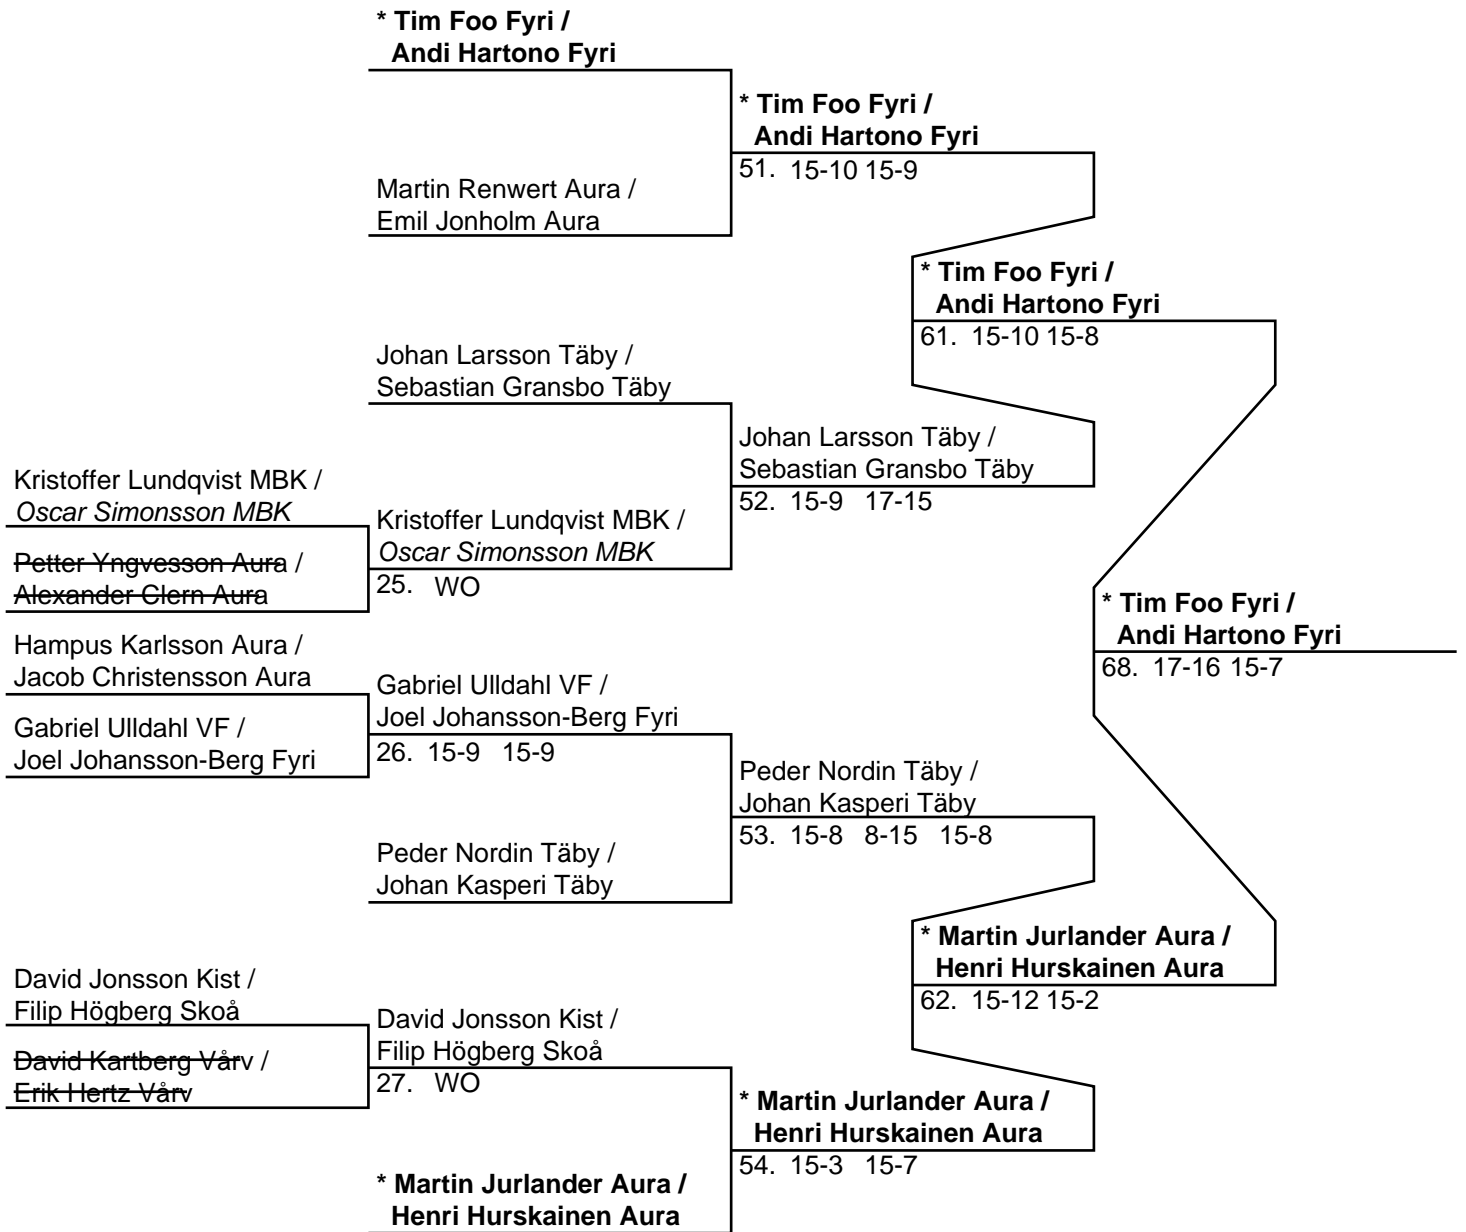 * Tim Foo Fyri /
Andi Hartono Fyri
* Tim Foo Fyri /
Andi Hartono Fyri
51. 15-10 15-9
Martin Renwert Aura /
Emil Jonholm Aura
* Tim Foo Fyri /
Andi Hartono Fyri
61. 15-10 15-8
Johan Larsson Täby /
Sebastian Gransbo Täby
Johan Larsson Täby /
Sebastian Gransbo Täby
52. 15-9 17-15
Kristoffer Lundqvist MBK /
Oscar Simonsson MBK
Kristoffer Lundqvist MBK /
Oscar Simonsson MBK
25. WO
Petter Yngvesson Aura /
Alexander Clern Aura
* Tim Foo Fyri /
Andi Hartono Fyri
68. 17-16 15-7
Hampus Karlsson Aura /
Jacob Christensson Aura
Gabriel Ulldahl VF /
Joel Johansson-Berg Fyri
26. 15-9 15-9
Gabriel Ulldahl VF /
Joel Johansson-Berg Fyri
Peder Nordin Täby /
Johan Kasperi Täby
53. 15-8 8-15 15-8
Peder Nordin Täby /
Johan Kasperi Täby
* Martin Jurlander Aura /
Henri Hurskainen Aura
62. 15-12 15-2
David Jonsson Kist /
Filip Högberg Skoå
David Jonsson Kist /
Filip Högberg Skoå
27. WO
David Kartberg Vårv /
Erik Hertz Vårv
* Martin Jurlander Aura /
Henri Hurskainen Aura
54. 15-3 15-7
* Martin Jurlander Aura /
Henri Hurskainen Aura